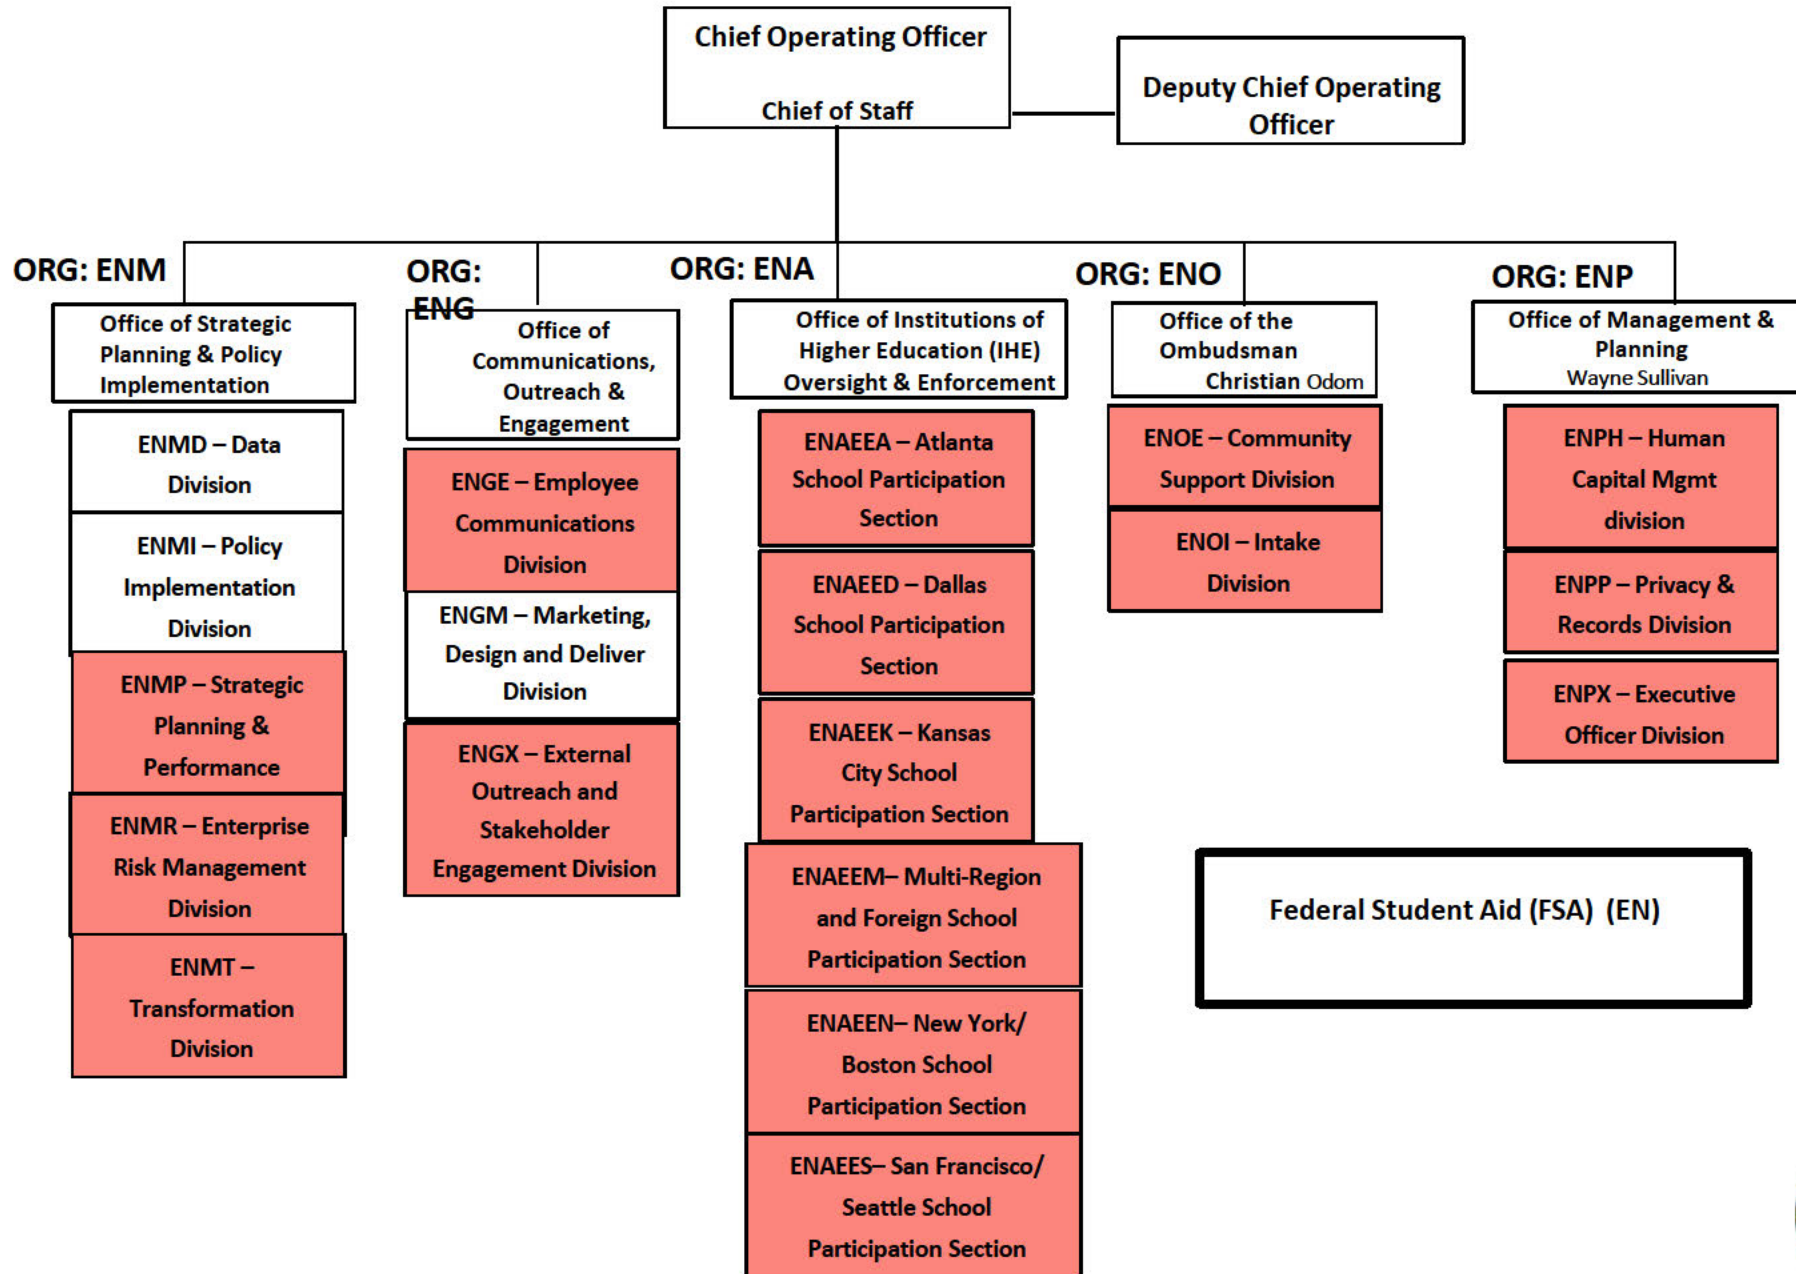 Chief Operating Officer
Chief of Staff
Deputy Chief Operating
Officer
ORG: ENM
Office of Strategic
Planning & Policy
Implementation
ENMD – Data
Division
ENMI – Policy
Implementation
Division
ENMP – Strategic
Planning &
Performance
ENMR – Enterprise
Risk Management
Division
ENMT –
Transformation
Division
ORG:
ENG
Office of
Communications,
Outreach &
Engagement
ENGE – Employee
Communications
Division
ENGM – Marketing,
Design and Deliver
Division
ENGX – External
Outreach and
Stakeholder
Engagement Division
ORG: ENA
Office of Institutions of
Higher Education (IHE)
Oversight & Enforcement
ENAEEA – Atlanta
School Participation
Section
ENAEED – Dallas
School Participation
Section
ENAEEK – Kansas
City School
Participation Section
ENAEEM– Multi-Region
and Foreign School
Participation Section
ENAEEN– New York/
Boston School
Participation Section
ENAEES– San Francisco/
Seattle School
Participation Section
ORG: ENO
Office of the
Ombudsman
Christian Odom
ENOE – Community
Support Division
ENOI – Intake
Division
ORG: ENP
Office of Management &
Planning
Wayne Sullivan
ENPH – Human
Capital Mgmt
division
ENPP – Privacy &
Records Division
ENPX – Executive
Officer Division
Federal Student Aid (FSA) (EN)